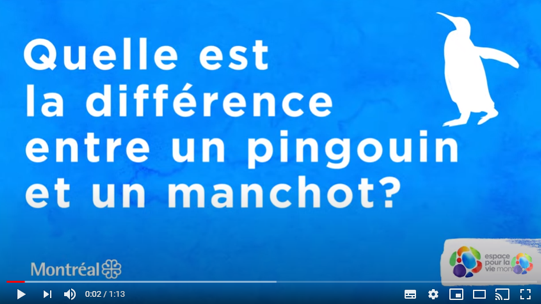 Quelle est
la différence
entre un pingouin
et un manchot?
Montréal
espace
pour la
vie
0:02 / 1:13